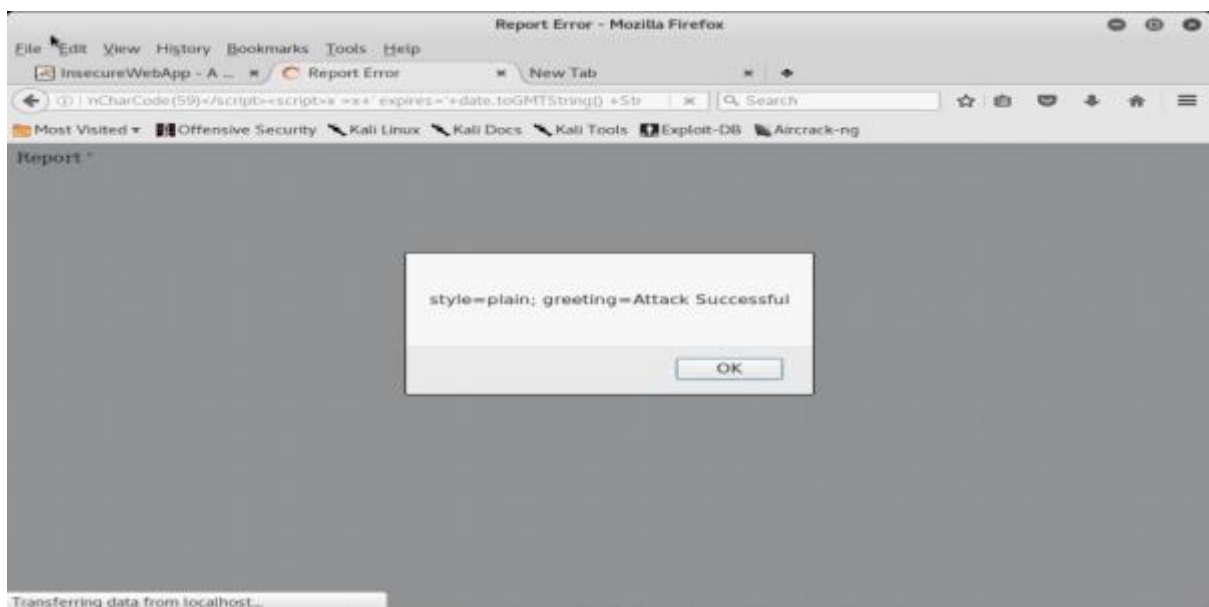 Report Error - Mozilla Firefox
File Edit View History Bookmarks Tools Help
InsecureWebApp - A ... Report Error New Tab
nCharCode(59)</script><script>x =x+' expires='+date.toGMTString() +Str Search
Most Visited Offensive Security Kali Linux Kali Docs Kali Tools Exploit-DB Aircrack-ng
Report "
style=plain; greeting=Attack Successful
OK
Transferring data from localhost...